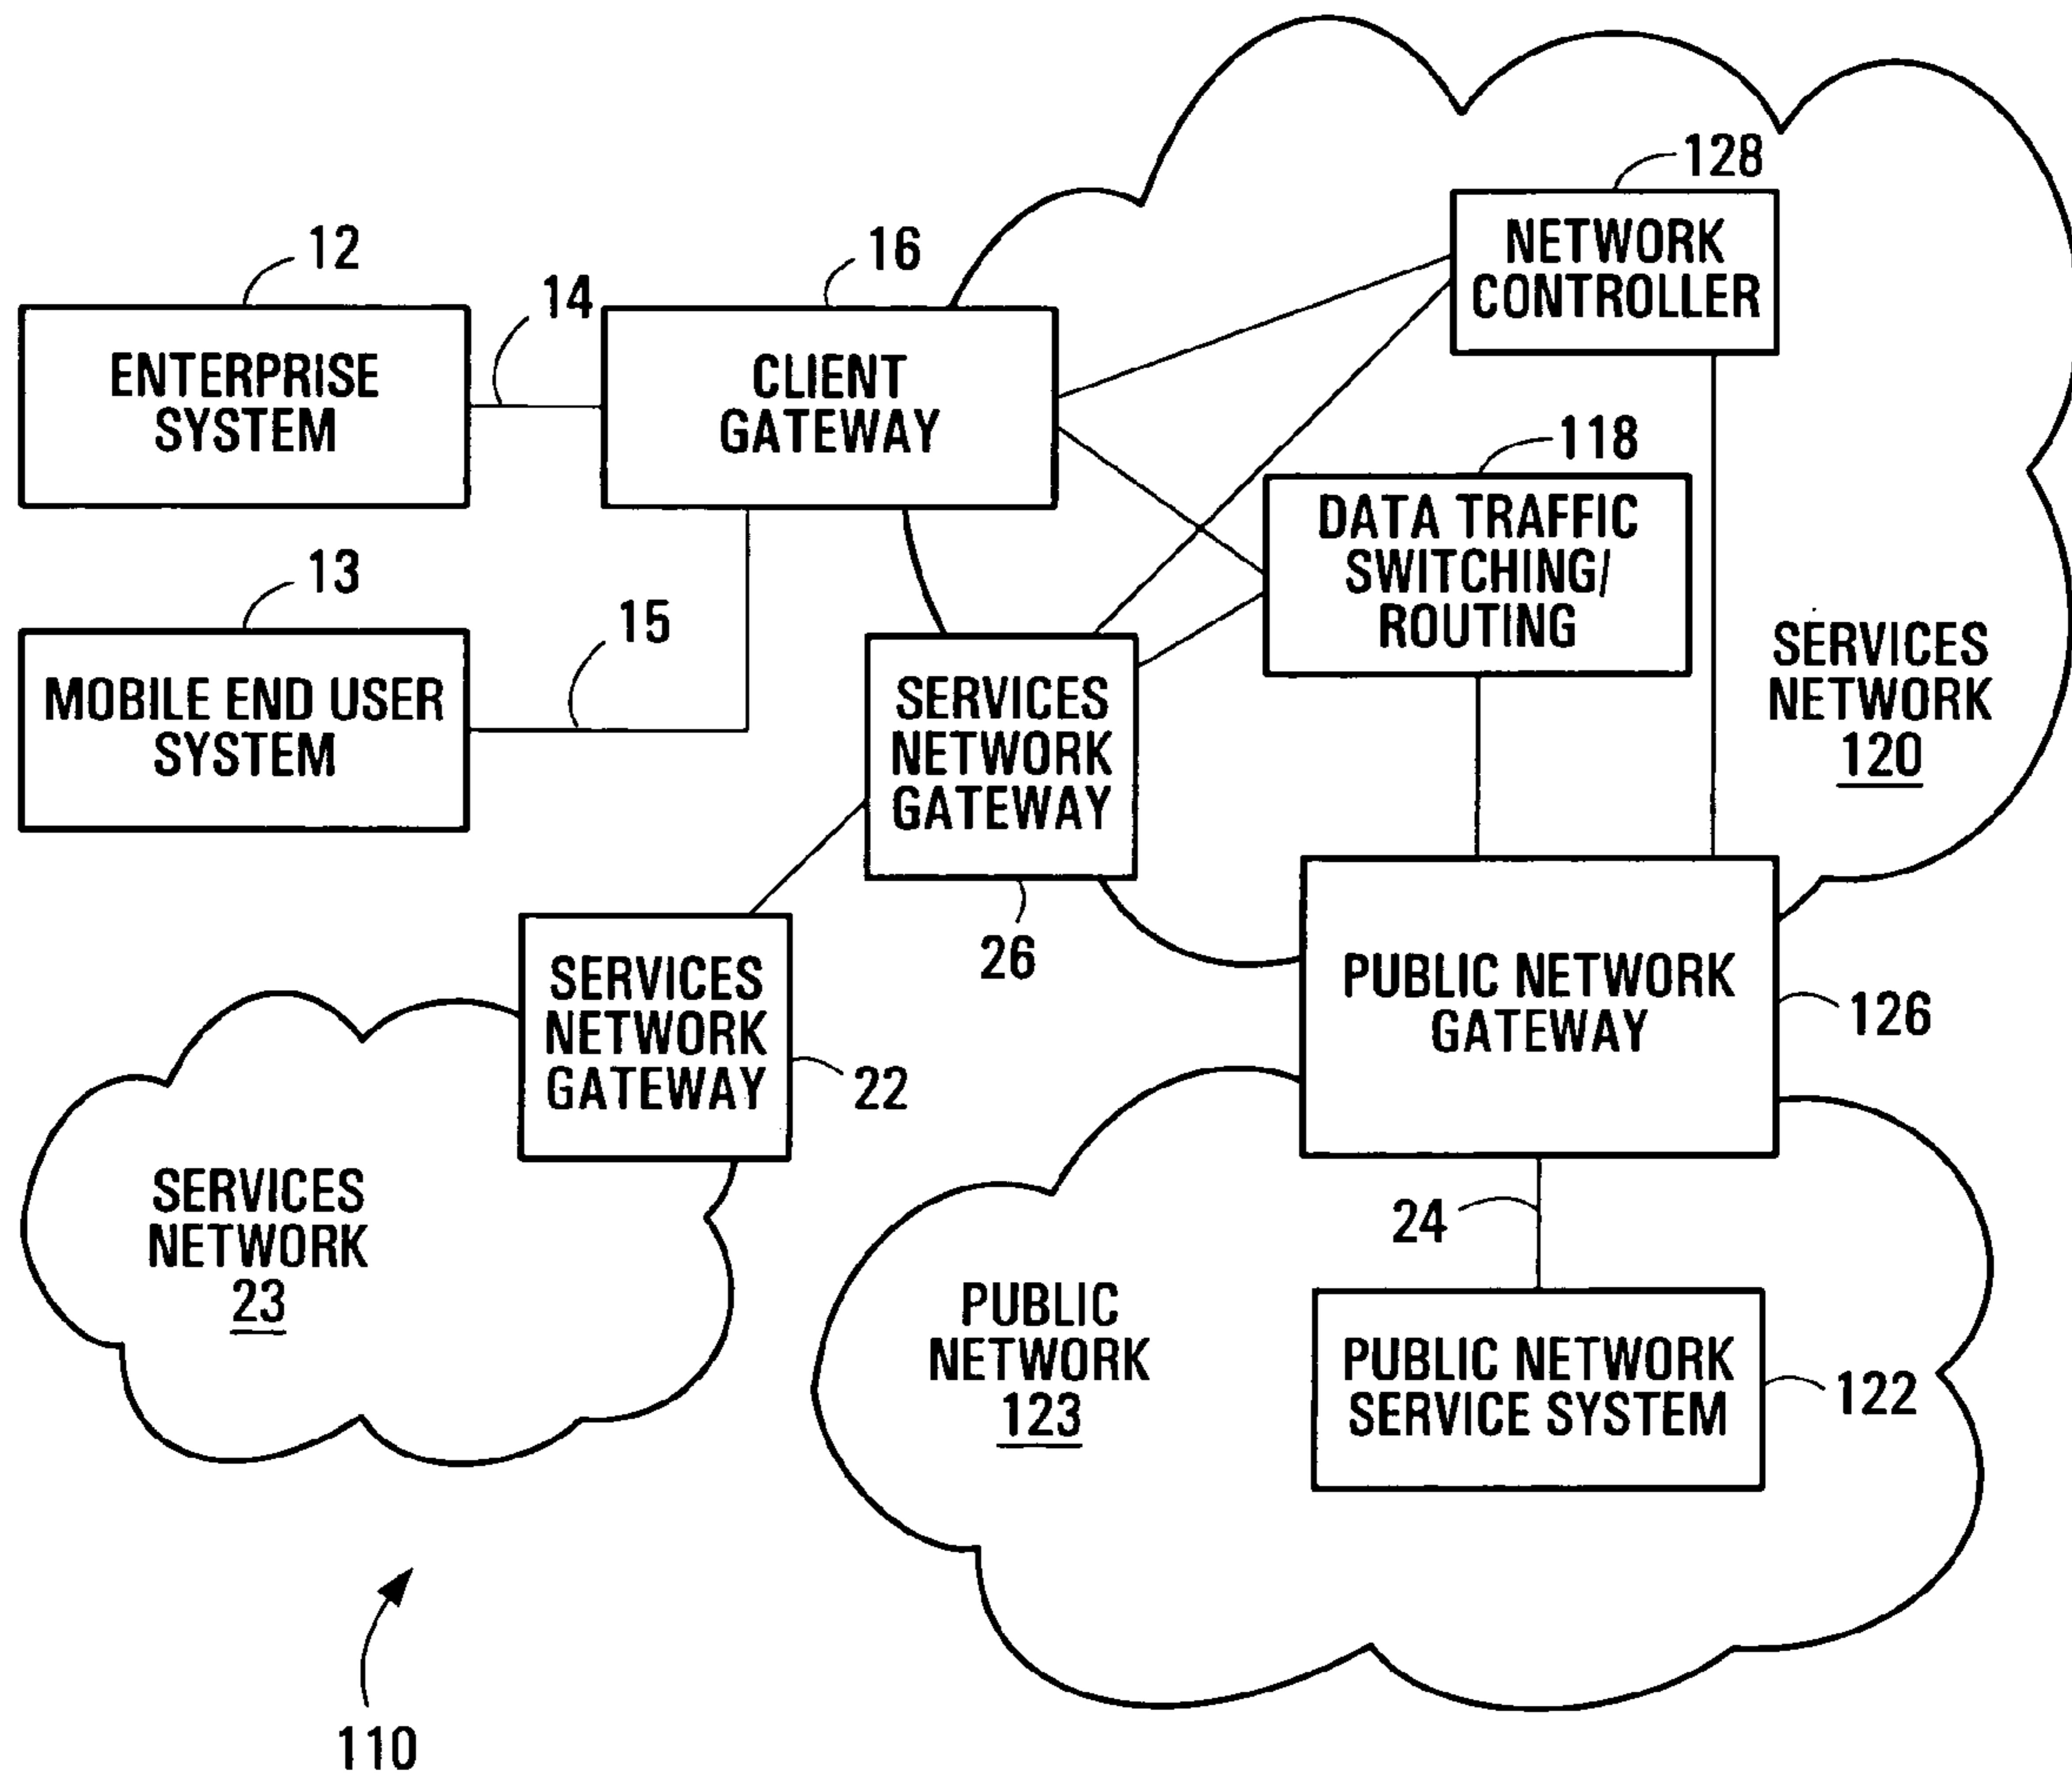 128
NETWORK
CONTROLLER
12
14
16
ENTERPRISE
SYSTEM
CLIENT
GATEWAY
118
DATA TRAFFIC
SWITCHING/
ROUTING
13
15
MOBILE END USER
SYSTEM
SERVICES
NETWORK
GATEWAY
26
SERVICES
NETWORK
120
SERVICES
NETWORK
GATEWAY
22
PUBLIC NETWORK
GATEWAY
126
SERVICES
NETWORK
23
24
PUBLIC
NETWORK
123
PUBLIC NETWORK
SERVICE SYSTEM
122
110